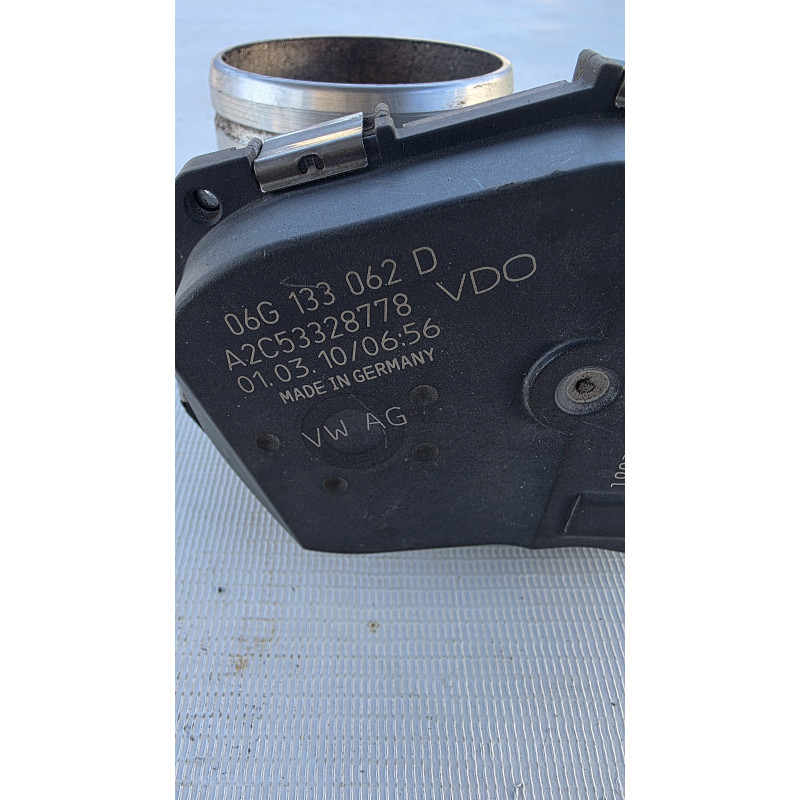 06G 133 062 D
VDO
A2C53328778
01.03.10/06:56
MADE IN GERMANY
VW AG